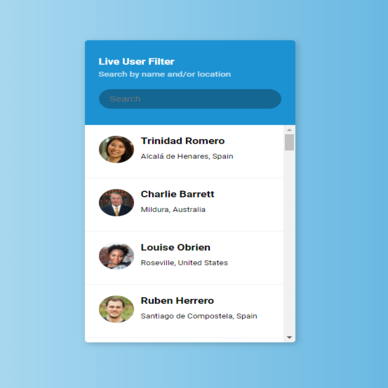 Live User Filter
Search by name and/or location
Search
Trinidad Romero
Alcalá de Henares, Spain
Charlie Barrett
Mildura, Australia
Louise Obrien
Roseville, United States
Ruben Herrero
Santiago de Compostela, Spain